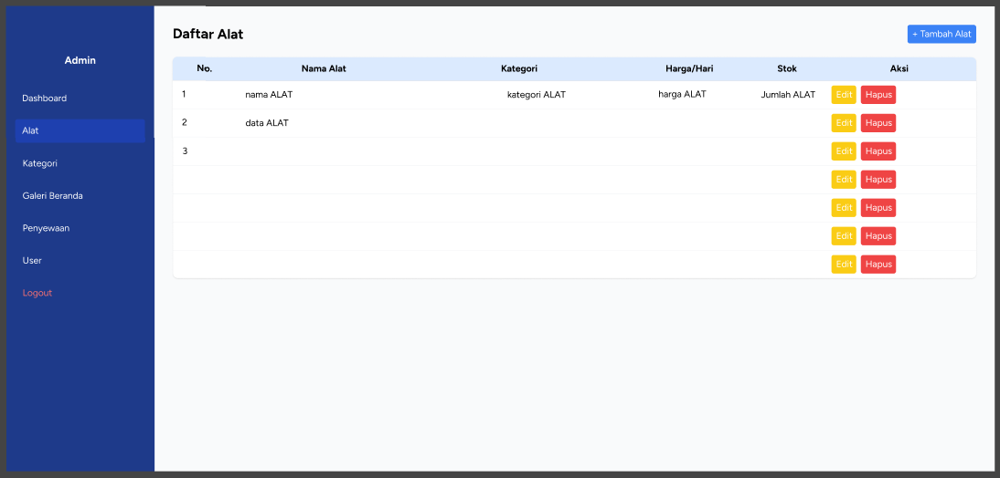 Admin
Dashboard
Alat
Kategori
Galeri Beranda
Penyewaan
User
Logout
Daftar Alat
+ Tambah Alat
No. Nama Alat Kategori Harga/Hari Stok Aksi
1 nama ALAT kategori ALAT harga ALAT Jumlah ALAT Edit Hapus
2 data ALAT Edit Hapus
3 Edit Hapus
Edit Hapus
Edit Hapus
Edit Hapus
Edit Hapus